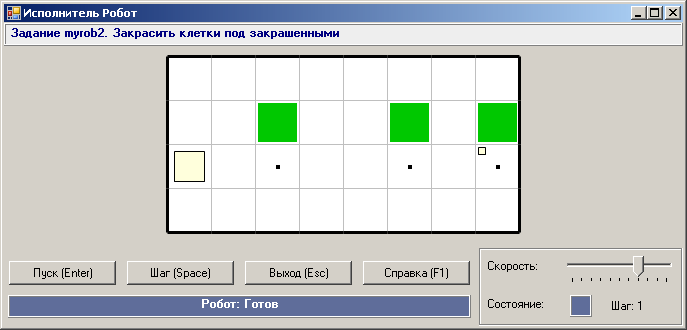 Исполнитель Робот
Задание myrob2. Закрасить клетки под закрашенными
Пуск (Enter)
Шаг (Space)
Выход (Esc)
Справка (F1)
Скорость:
Робот: Готов
Состояние:
Шаг: 1